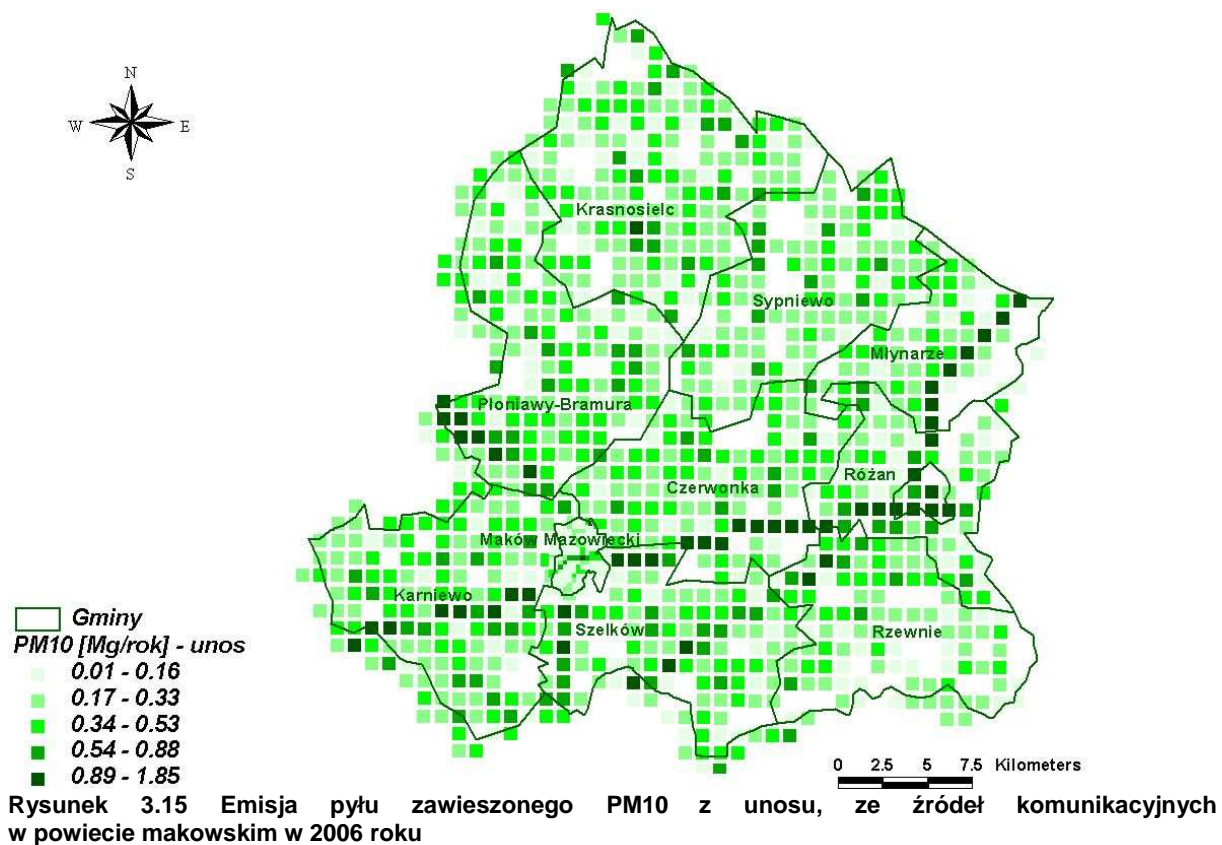 N
W E
S
Krasnosielc
Sypniewo
Młynarze
Płoniawy-Bramura
Różan
Czerwonka
Maków Mazowiecki
Karniewo
Szelków
Rzewnie
Gminy
PM10 [Mg/rok] - unos
0.01 - 0.16
0.17 - 0.33
0.34 - 0.53
0.54 - 0.88
0.89 - 1.85
0 2.5 5 7.5 Kilometers
Rysunek 3.15 Emisja pyłu zawieszonego PM10 z unosu, ze źródeł komunikacyjnych
w powiecie makowskim w 2006 roku